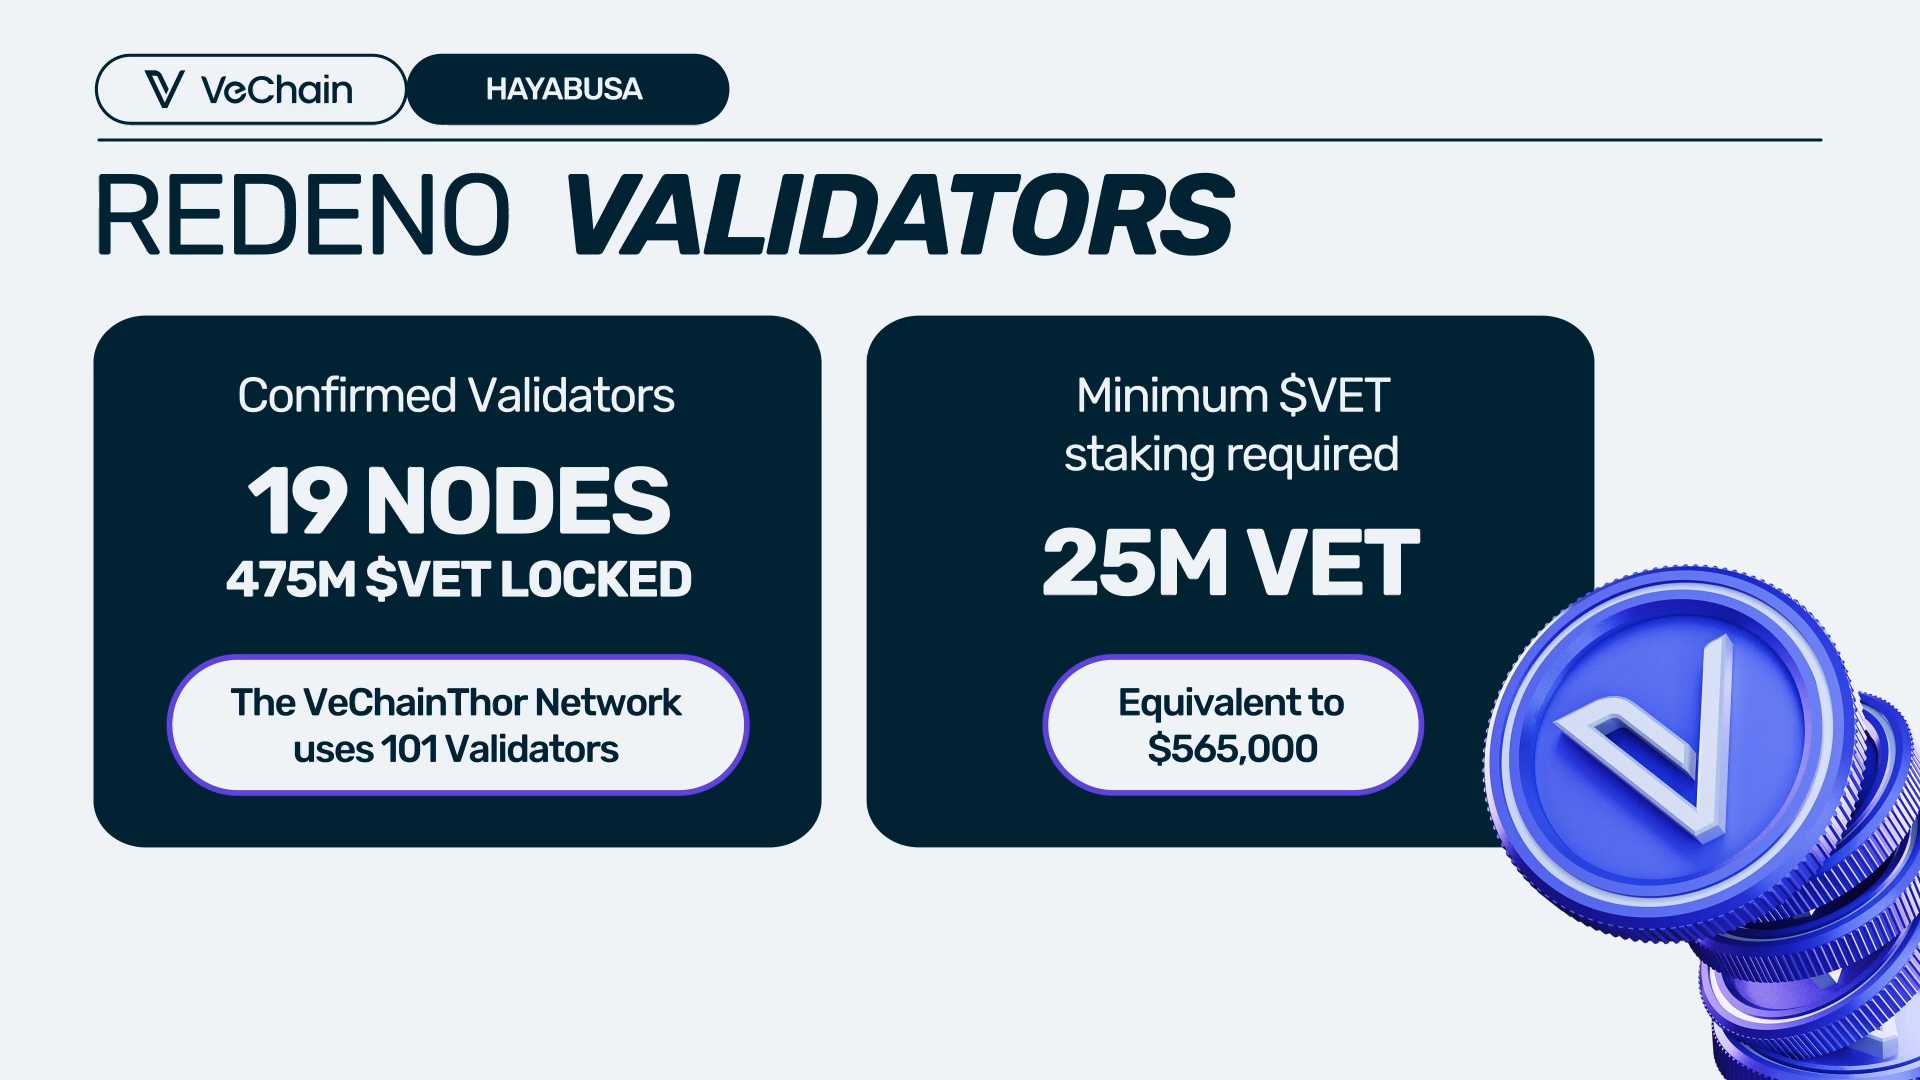 VeChain
HAYABUSA
REDENO VALIDATORS
Confirmed Validators
19 NODES
475M $VET LOCKED
The VeChainThor Network
uses 101 Validators
Minimum $VET
staking required
25M VET
Equivalent to
$565,000